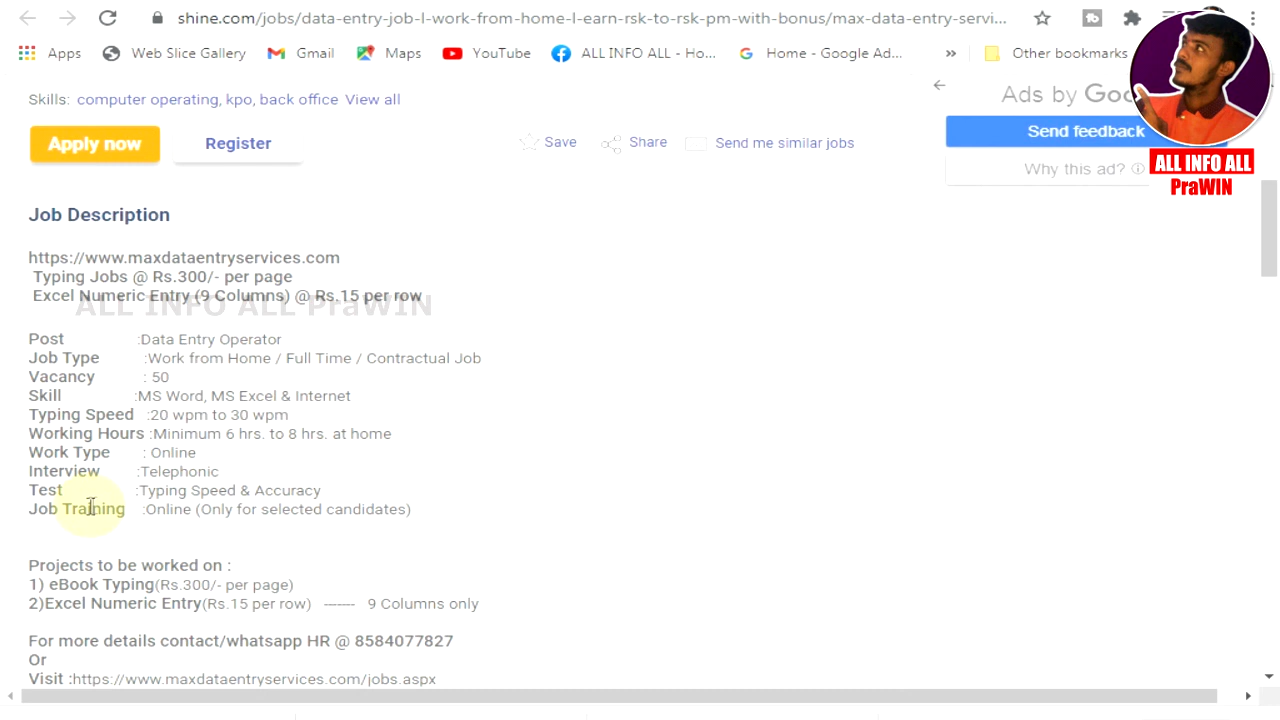 shine.com/jobs/data-entry-job-l-work-from-home-l-earn-rsk-to-rsk-pm-with-bonus/max-data-entry-servi...
Apps Web Slice Gallery Gmail Maps YouTube ALL INFO ALL - Ho... Home - Google Ad... » Other bookmarks
Skills: computer operating, kpo, back office View all
Ads by Goo
Apply now Register Save Share Send me similar jobs
Send feedback
Why this ad?
ALL INFO ALL
PraWIN
Job Description
https://www.maxdataentryservices.com
Typing Jobs @ Rs.300/- per page
Excel Numeric Entry (9 Columns) @ Rs.15 per row
ALL INFO ALL PraWIN
Post :Data Entry Operator
Job Type :Work from Home / Full Time / Contractual Job
Vacancy : 50
Skill :MS Word, MS Excel & Internet
Typing Speed :20 wpm to 30 wpm
Working Hours :Minimum 6 hrs. to 8 hrs. at home
Work Type : Online
Interview :Telephonic
Test :Typing Speed & Accuracy
Job Training :Online (Only for selected candidates)
Projects to be worked on :
1) eBook Typing(Rs.300/- per page)
2)Excel Numeric Entry(Rs.15 per row) ------- 9 Columns only
For more details contact/whatsapp HR @ 8584077827
Or
Visit :https://www.maxdataentryservices.com/jobs.aspx